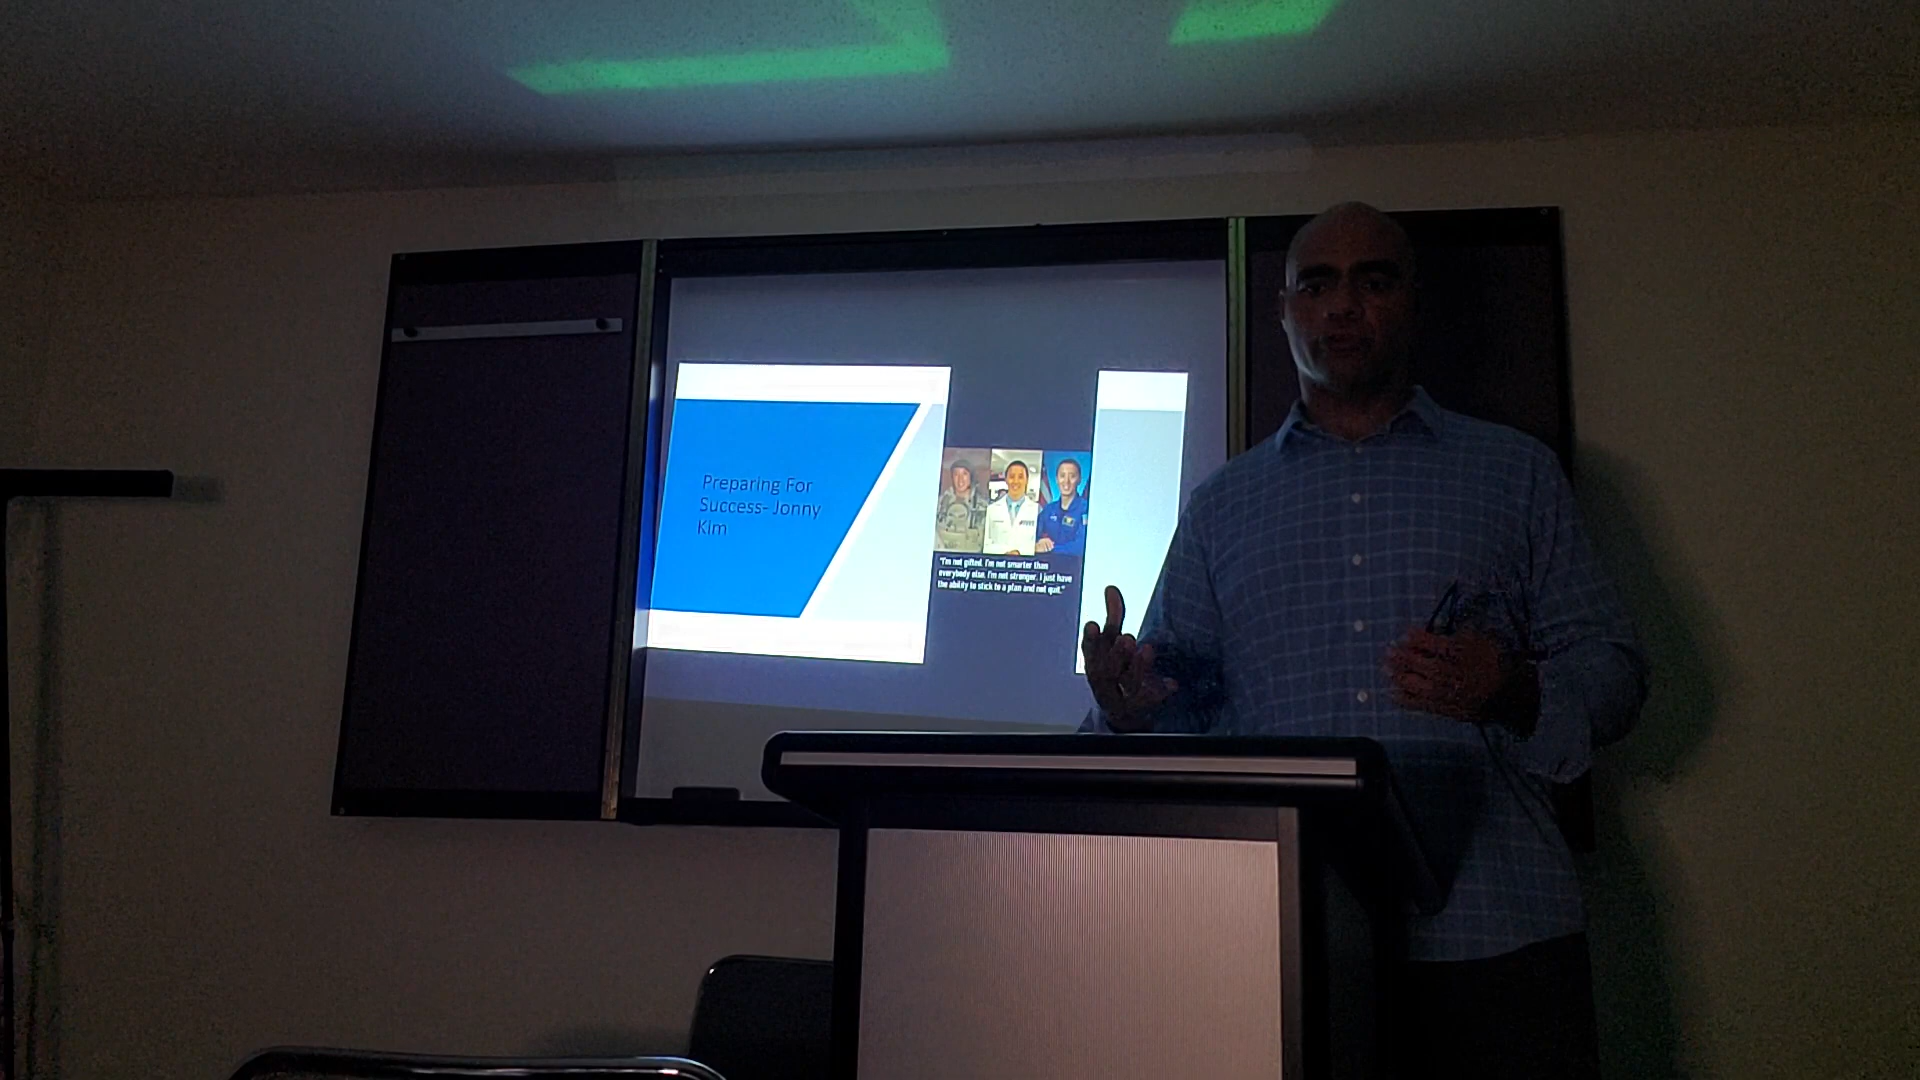 Preparing For
Success- Jonny
Kim
"I'm not gifted. I'm not smarter than
everybody else. I'm not stronger. I just have
the ability to stick to a plan and not quit."